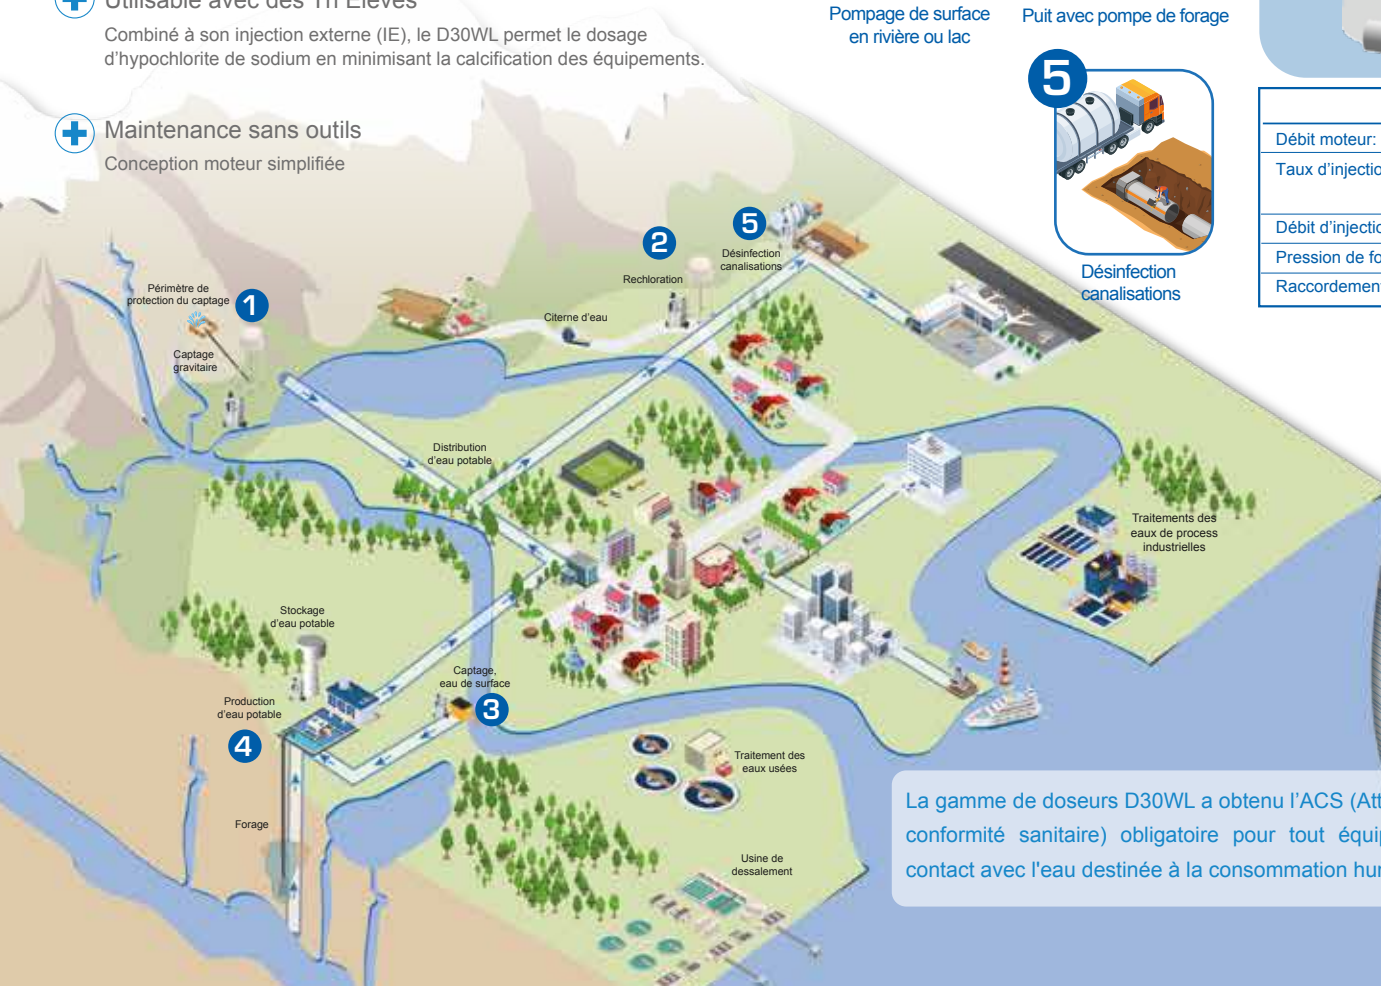 Utilisable avec des TH Élevés
Combiné à son injection externe (IE), le D30WL permet le dosage
d’hypochlorite de sodium en minimisant la calcification des équipements.
Maintenance sans outils
Conception moteur simplifiée
Pompage de surface
en rivière ou lac
Puit avec pompe de forage
5
Désinfection
canalisations
Débit moteur:
Taux d’injectio
Débit d’injectio
Pression de fo
Raccordemen
Périmètre de
protection du captage
1
Captage
gravitaire
2
Rechloration
5
Désinfection
canalisations
Citerne d’eau
Distribution
d’eau potable
Traitements des
eaux de process
industrielles
Stockage
d’eau potable
Captage,
eau de surface
3
Production
d’eau potable
4
Traitement des
eaux usées
Forage
Usine de
dessalement
La gamme de doseurs D30WL a obtenu l’ACS (Att
conformité sanitaire) obligatoire pour tout équi
contact avec l'eau destinée à la consommation hu